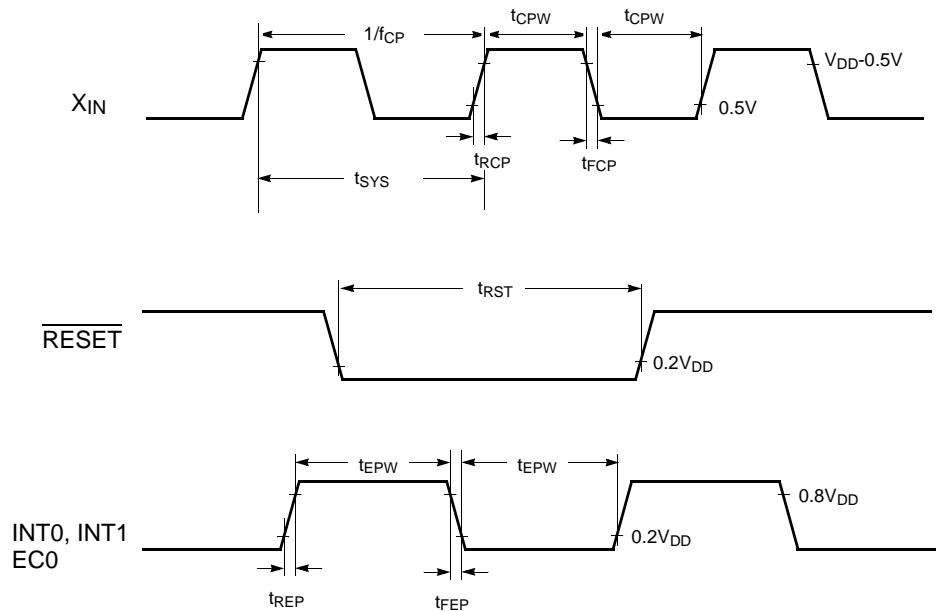 1/fCP
tCPW
tCPW
XIN
VDD-0.5V
0.5V
tRCP
tFCP
tSYS
tRST
RESET
0.2VDD
tEPW
tEPW
0.8VDD
INT0, INT1
EC0
0.2VDD
tREP
tFEP